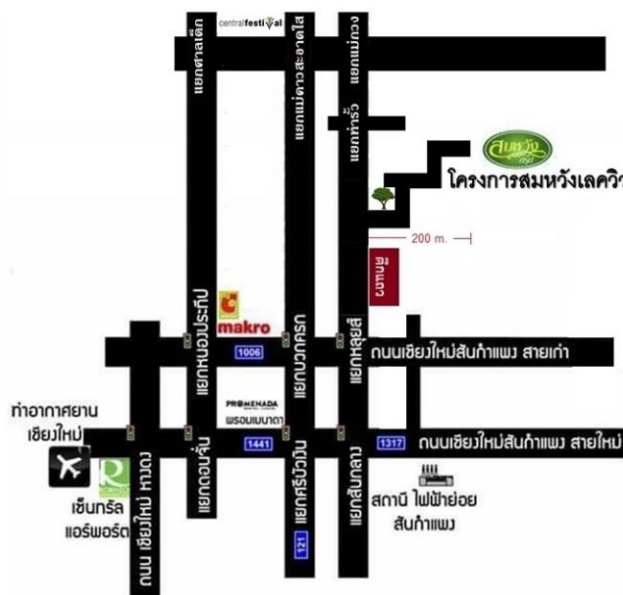 centralfestival
แยกศาลเด็ก
แยกแม่ดาวสะอาดใส
แยกแม่กวง
แยกท่ารั้ว
สมหวัง
โครงการสมหวังเลควิว
200 m.
makro
แยกหนองประทีป
แยกบวกครก
แยกหลุยส์
1006
ถนนเชียงใหม่สันกำแพง สายเก่า
PROMENADA
พรอมเมนาดา
ท่าอากาศยาน
เชียงใหม่
1441
1317
ถนนเชียงใหม่สันกำแพง สายใหม่
R
เซ็นทรัล
แอร์พอร์ต
ถนน เชียงใหม่ หางดง
แยกดอนจั่น
แยกศรีบัวเงิน
121
แยกสันกลาง
สถานี ไฟฟ้าย่อย
สันกำแพง